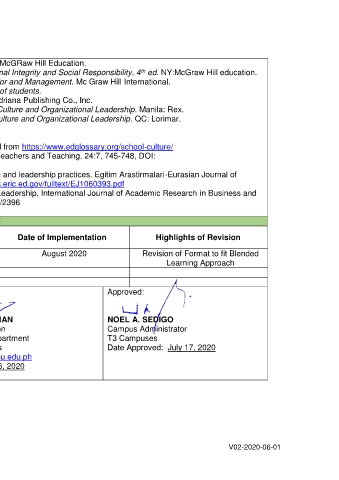 McGRaw Hill Education.
nal Integrity and Social Responsibility, 4th ed. NY:McGraw Hill education.
ior and Management. Mc Graw Hill International.
of students.
driana Publishing Co., Inc.
Culture and Organizational Leadership. Manila: Rex.
ulture and Organizational Leadership. QC: Lorimar.
d from https://www.edglossary.org/school-culture/
eachers and Teaching, 24:7, 745-748, DOI:
e and leadership practices. Egitim Arastirmalari-Eurasian Journal of
s.eric.ed.gov/fulltext/EJ1060393.pdf
Leadership, International Journal of Academic Research in Business and
/2396
Date of Implementation Highlights of Revision
August 2020 Revision of Format to fit Blended
Learning Approach
Approved:
MAN NOEL A. SEDIGO
on Campus Administrator
partment T3 Campuses
s Date Approved: July 17, 2020
u.edu.ph
6, 2020
V02-2020-06-01